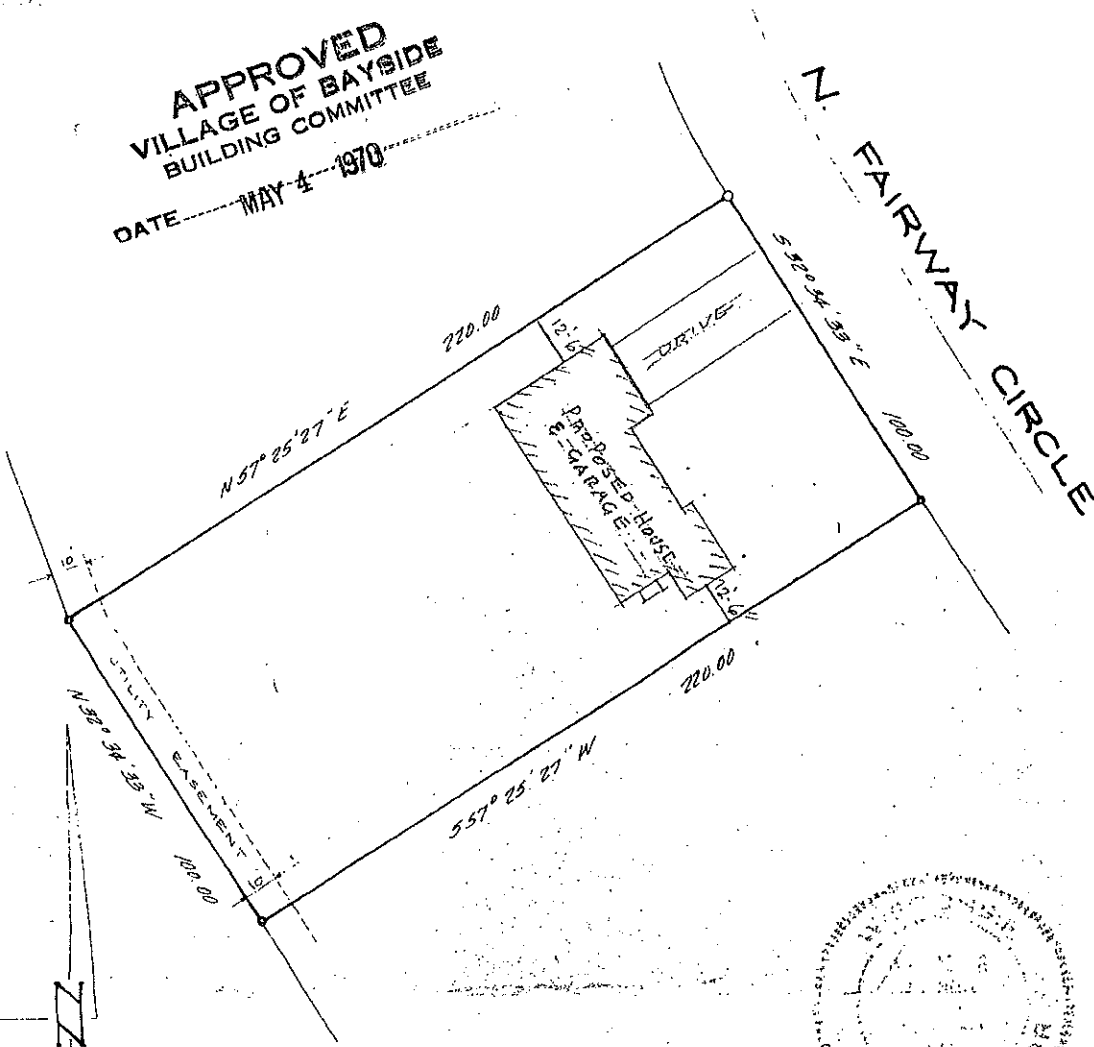 APPROVED
VILLAGE OF BAYSIDE
BUILDING COMMITTEE
DATE MAY 4 1970
N. FAIRWAY CIRCLE
S 32° 34' 33" E
100.00
220.00
12'-6"
DRIVE
N 57° 25' 27" E
PROPOSED HOUSE
& GARAGE
10'
12'-6"
UTILITY EASEMENT
220.00
N 32° 34' 33" W
S 57° 25' 27" W
100.00
10'
N